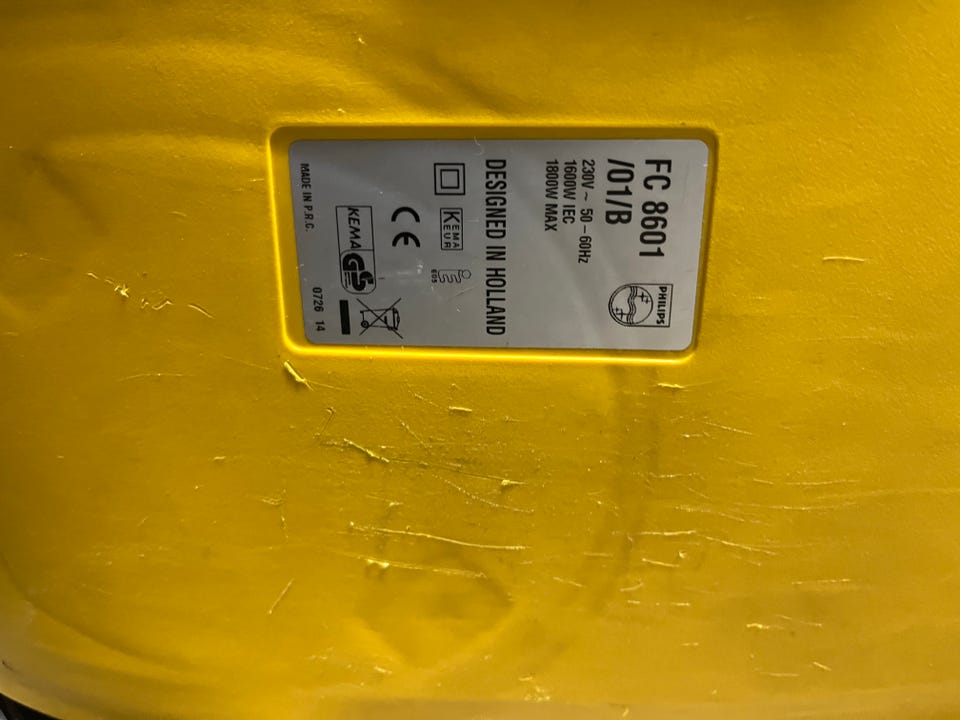 FC 8601
/01/B
PHILIPS
230V ~ 50–60Hz
1600W IEC
1800W MAX
DESIGNED IN HOLLAND
KEMA
KEUR
E05
CE
KEMA
GS
MADE IN P.R.C.
0726 14